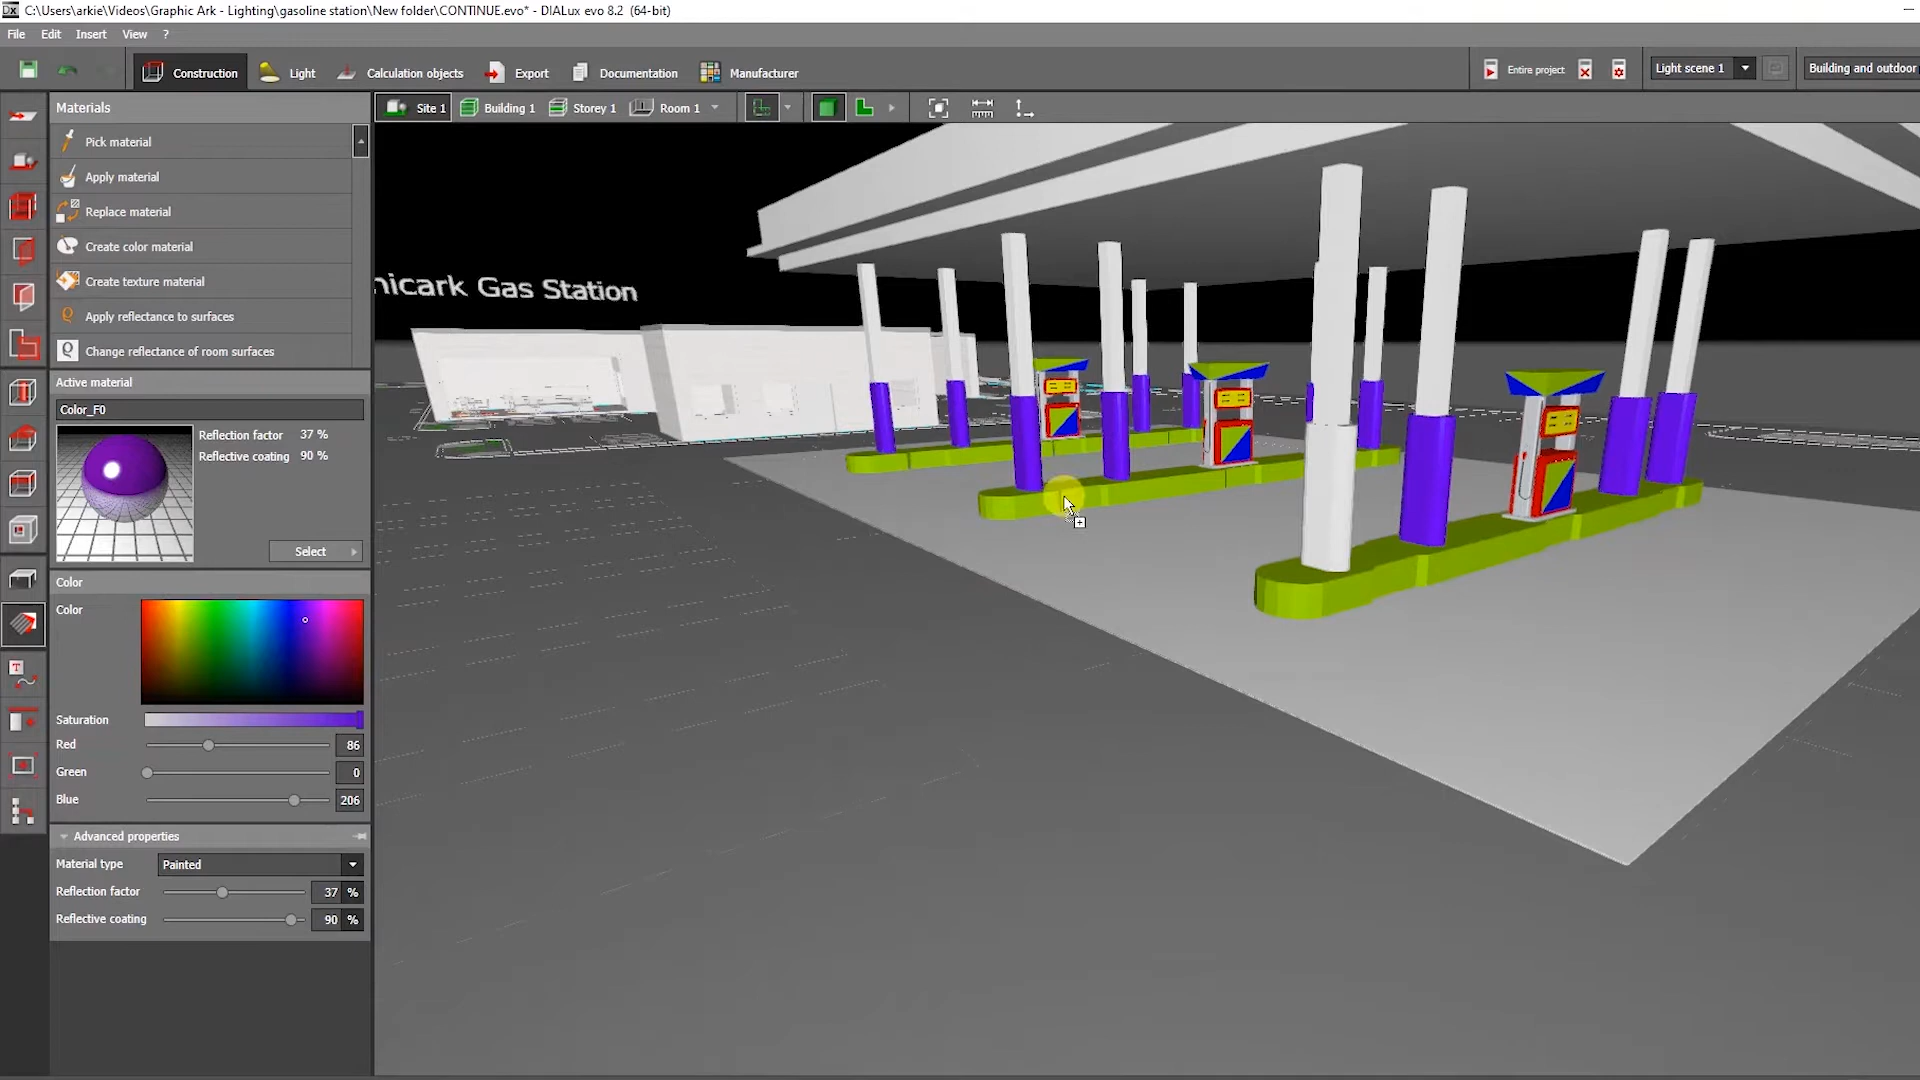 Dx C:\Users\arkie\Videos\Graphic Ark - Lighting\gasoline station\New folder\CONTINUE.evo* - DIALux evo 8.2 (64-bit)
File Edit Insert View ?
Construction Light Calculation objects Export Documentation Manufacturer Entire project Light scene 1 Building and outdoor
Materials
Site 1 Building 1 Storey 1 Room 1
Pick material
Apply material
Replace material
Create color material
Create texture material
Apply reflectance to surfaces
Change reflectance of room surfaces
Active material
Color_F0
Reflection factor 37 %
Reflective coating 90 %
Select
Color
Color
Saturation
Red 86
Green 0
Blue 206
Advanced properties
Material type Painted
Reflection factor 37 %
Reflective coating 90 %
hicark Gas Station